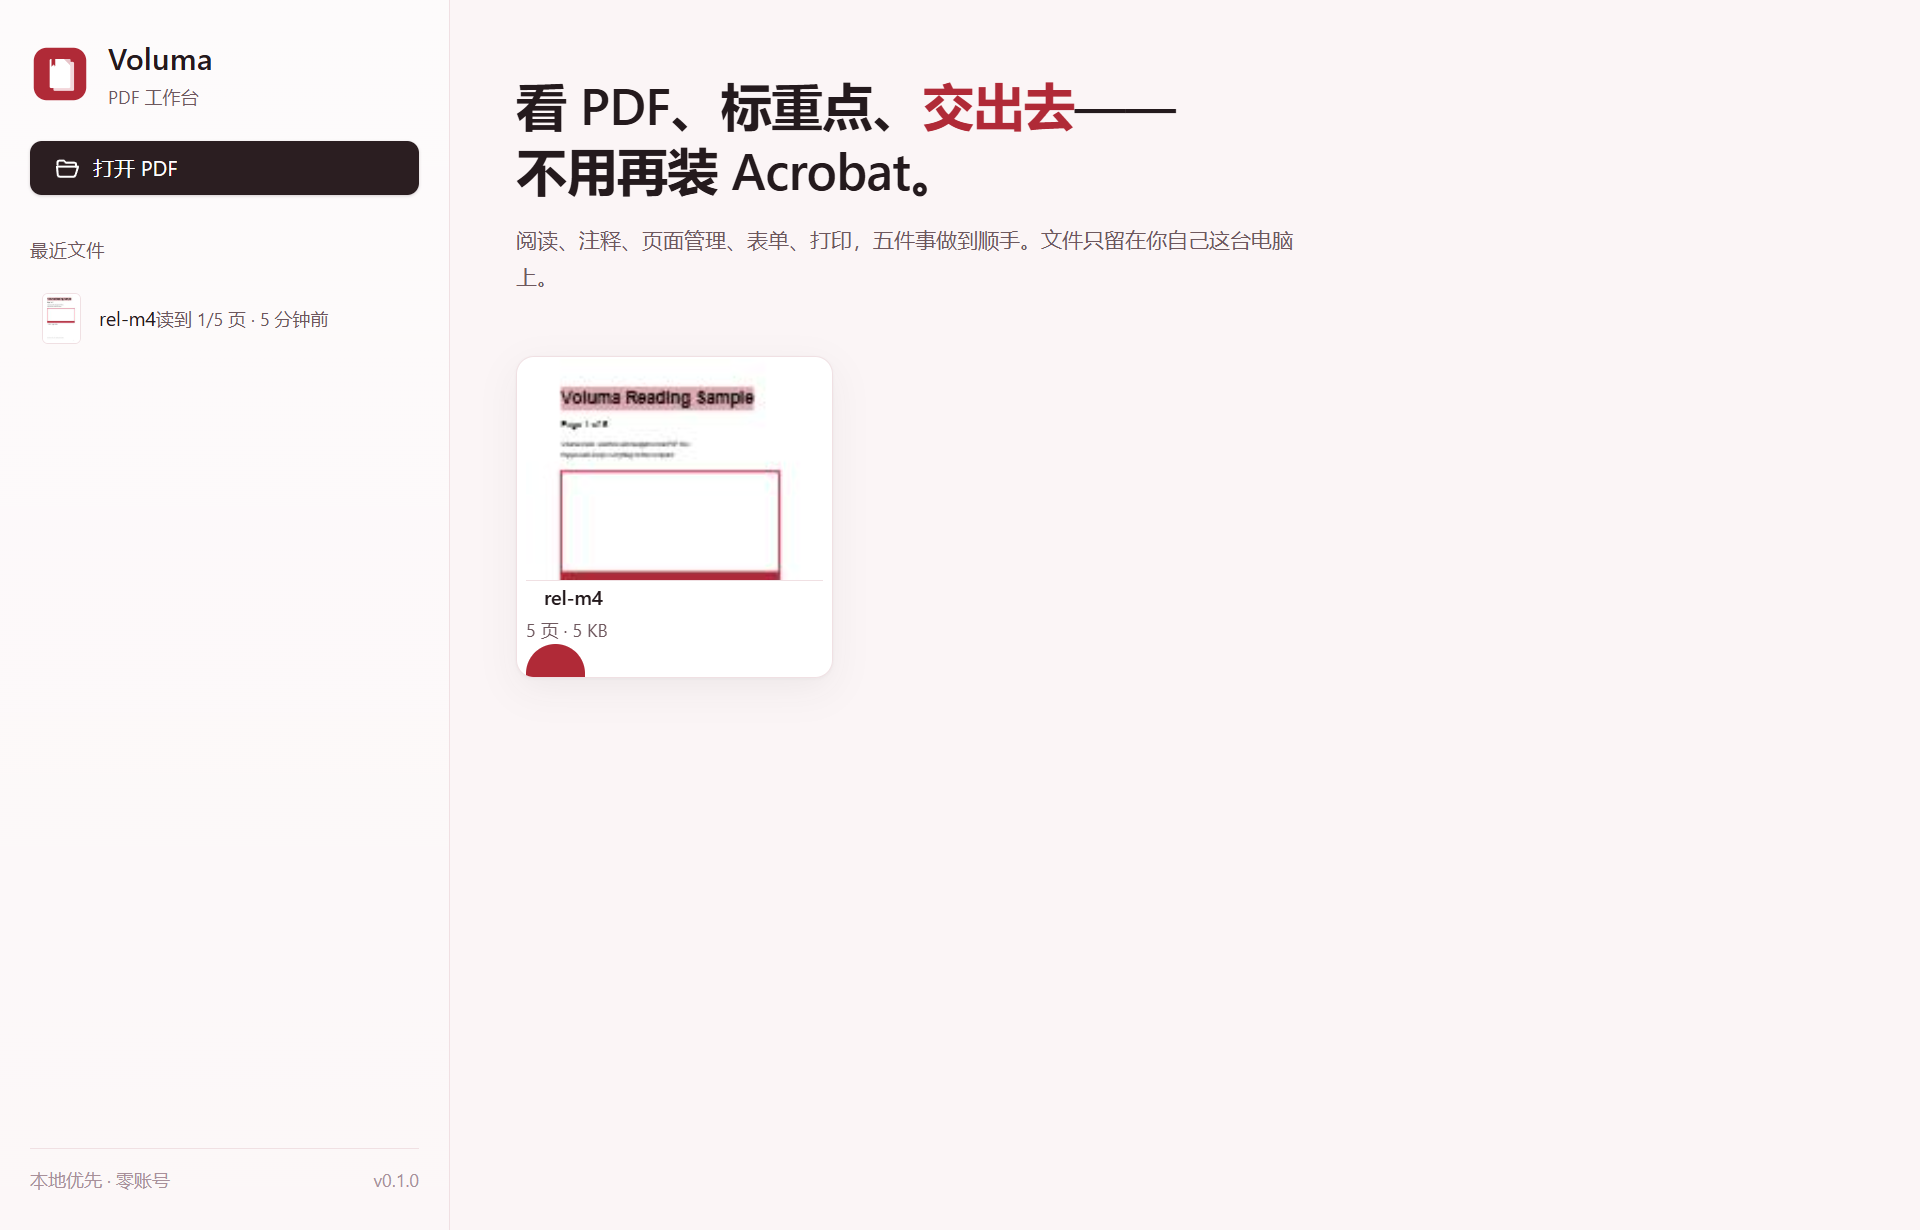 Voluma
PDF 工作台
打开 PDF
最近文件
rel-m4读到 1/5 页 · 5 分钟前
本地优先 · 零账号
v0.1.0
看 PDF、标重点、交出去——
不用再装 Acrobat。
阅读、注释、页面管理、表单、打印，五件事做到顺手。文件只留在你自己这台电脑
上。
Voluma Reading Sample
Page 1 of 5
rel-m4
5 页 · 5 KB